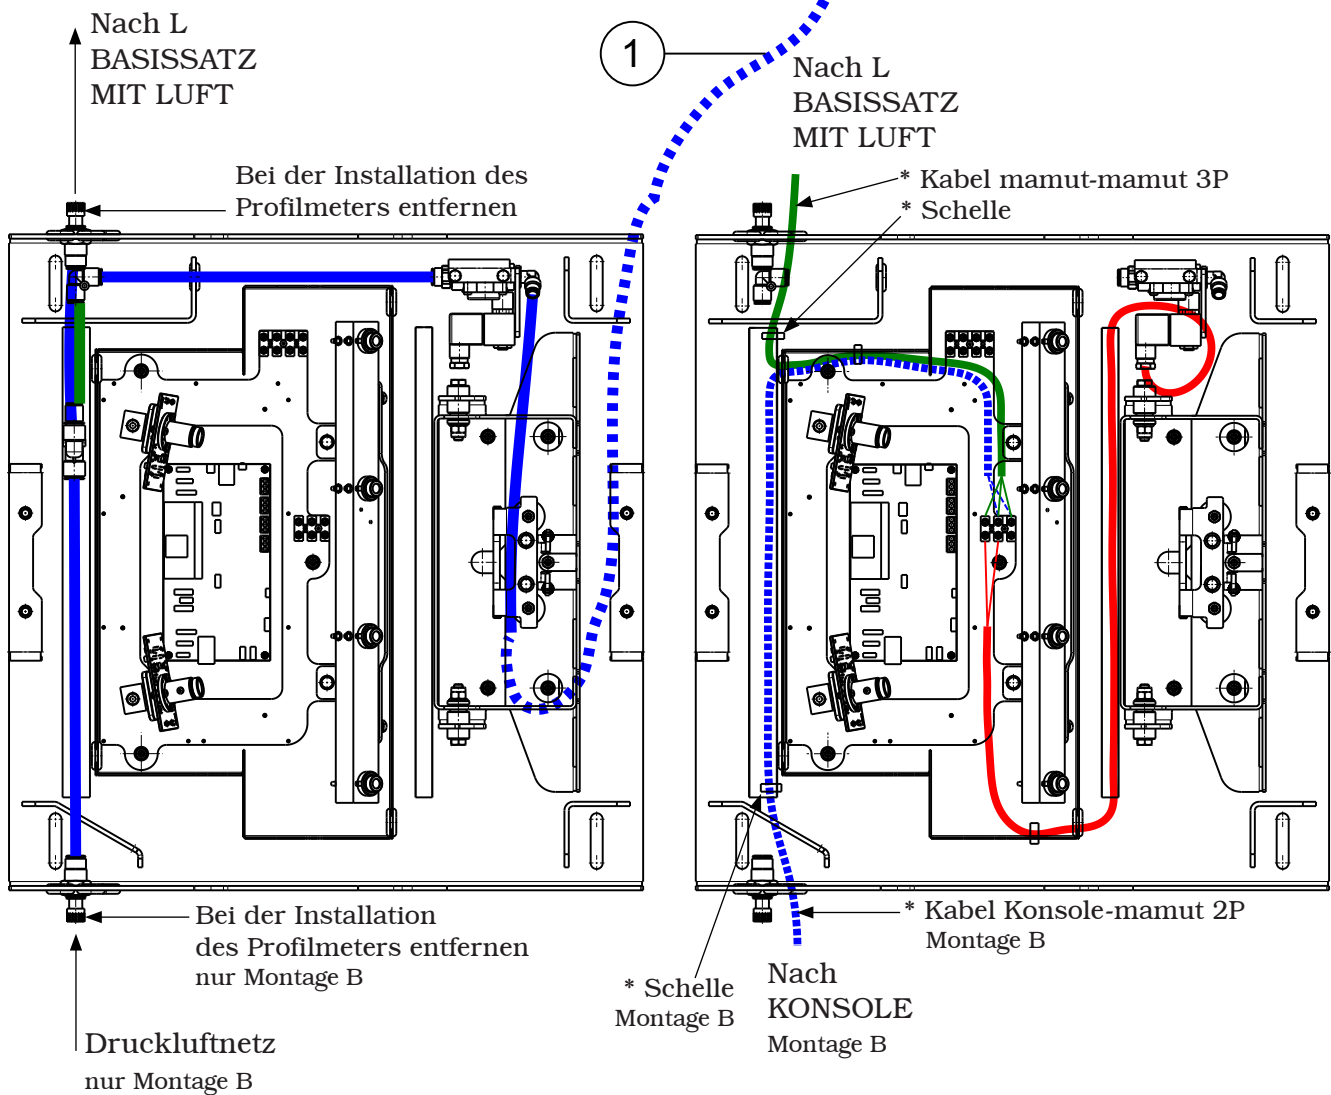 Nach L
BASISSATZ
MIT LUFT
1
Nach L
BASISSATZ
MIT LUFT
Bei der Installation des
Profilmeters entfernen
* Kabel mamut-mamut 3P
* Schelle
Bei der Installation
des Profilmeters entfernen
nur Montage B
* Kabel Konsole-mamut 2P
Montage B
* Schelle
Montage B
Nach
KONSOLE
Montage B
Druckluftnetz
nur Montage B